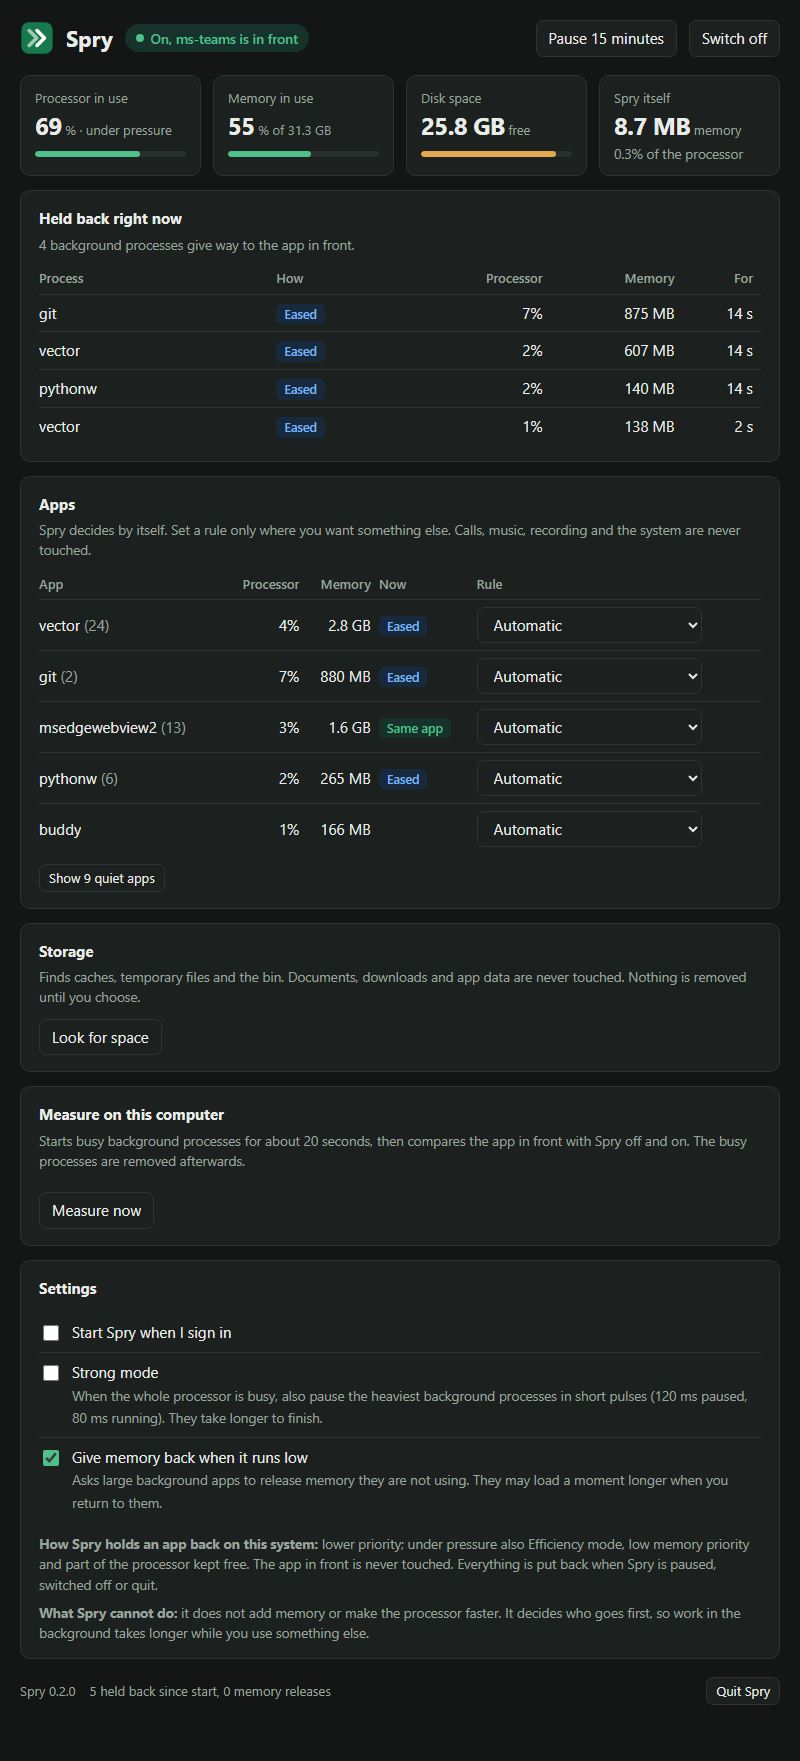 Spry
On, ms-teams is in front
Pause 15 minutes
Switch off
Processor in use
69 % · under pressure
Memory in use
55 % of 31.3 GB
Disk space
25.8 GB free
Spry itself
8.7 MB memory
0.3% of the processor
Held back right now
4 background processes give way to the app in front.
Process How Processor Memory For
git Eased 7% 875 MB 14 s
vector Eased 2% 607 MB 14 s
pythonw Eased 2% 140 MB 14 s
vector Eased 1% 138 MB 2 s
Apps
Spry decides by itself. Set a rule only where you want something else. Calls, music, recording and the system are never
touched.
App Processor Memory Now Rule
vector (24) 4% 2.8 GB Eased Automatic
git (2) 7% 880 MB Eased Automatic
msedgewebview2 (13) 3% 1.6 GB Same app Automatic
pythonw (6) 2% 265 MB Eased Automatic
buddy 1% 166 MB Automatic
Show 9 quiet apps
Storage
Finds caches, temporary files and the bin. Documents, downloads and app data are never touched. Nothing is removed
until you choose.
Look for space
Measure on this computer
Starts busy background processes for about 20 seconds, then compares the app in front with Spry off and on. The busy
processes are removed afterwards.
Measure now
Settings
Start Spry when I sign in
Strong mode
When the whole processor is busy, also pause the heaviest background processes in short pulses (120 ms paused,
80 ms running). They take longer to finish.
Give memory back when it runs low
Asks large background apps to release memory they are not using. They may load a moment longer when you
return to them.
How Spry holds an app back on this system: lower priority; under pressure also Efficiency mode, low memory priority
and part of the processor kept free. The app in front is never touched. Everything is put back when Spry is paused,
switched off or quit.
What Spry cannot do: it does not add memory or make the processor faster. It decides who goes first, so work in the
background takes longer while you use something else.
Spry 0.2.0 5 held back since start, 0 memory releases
Quit Spry